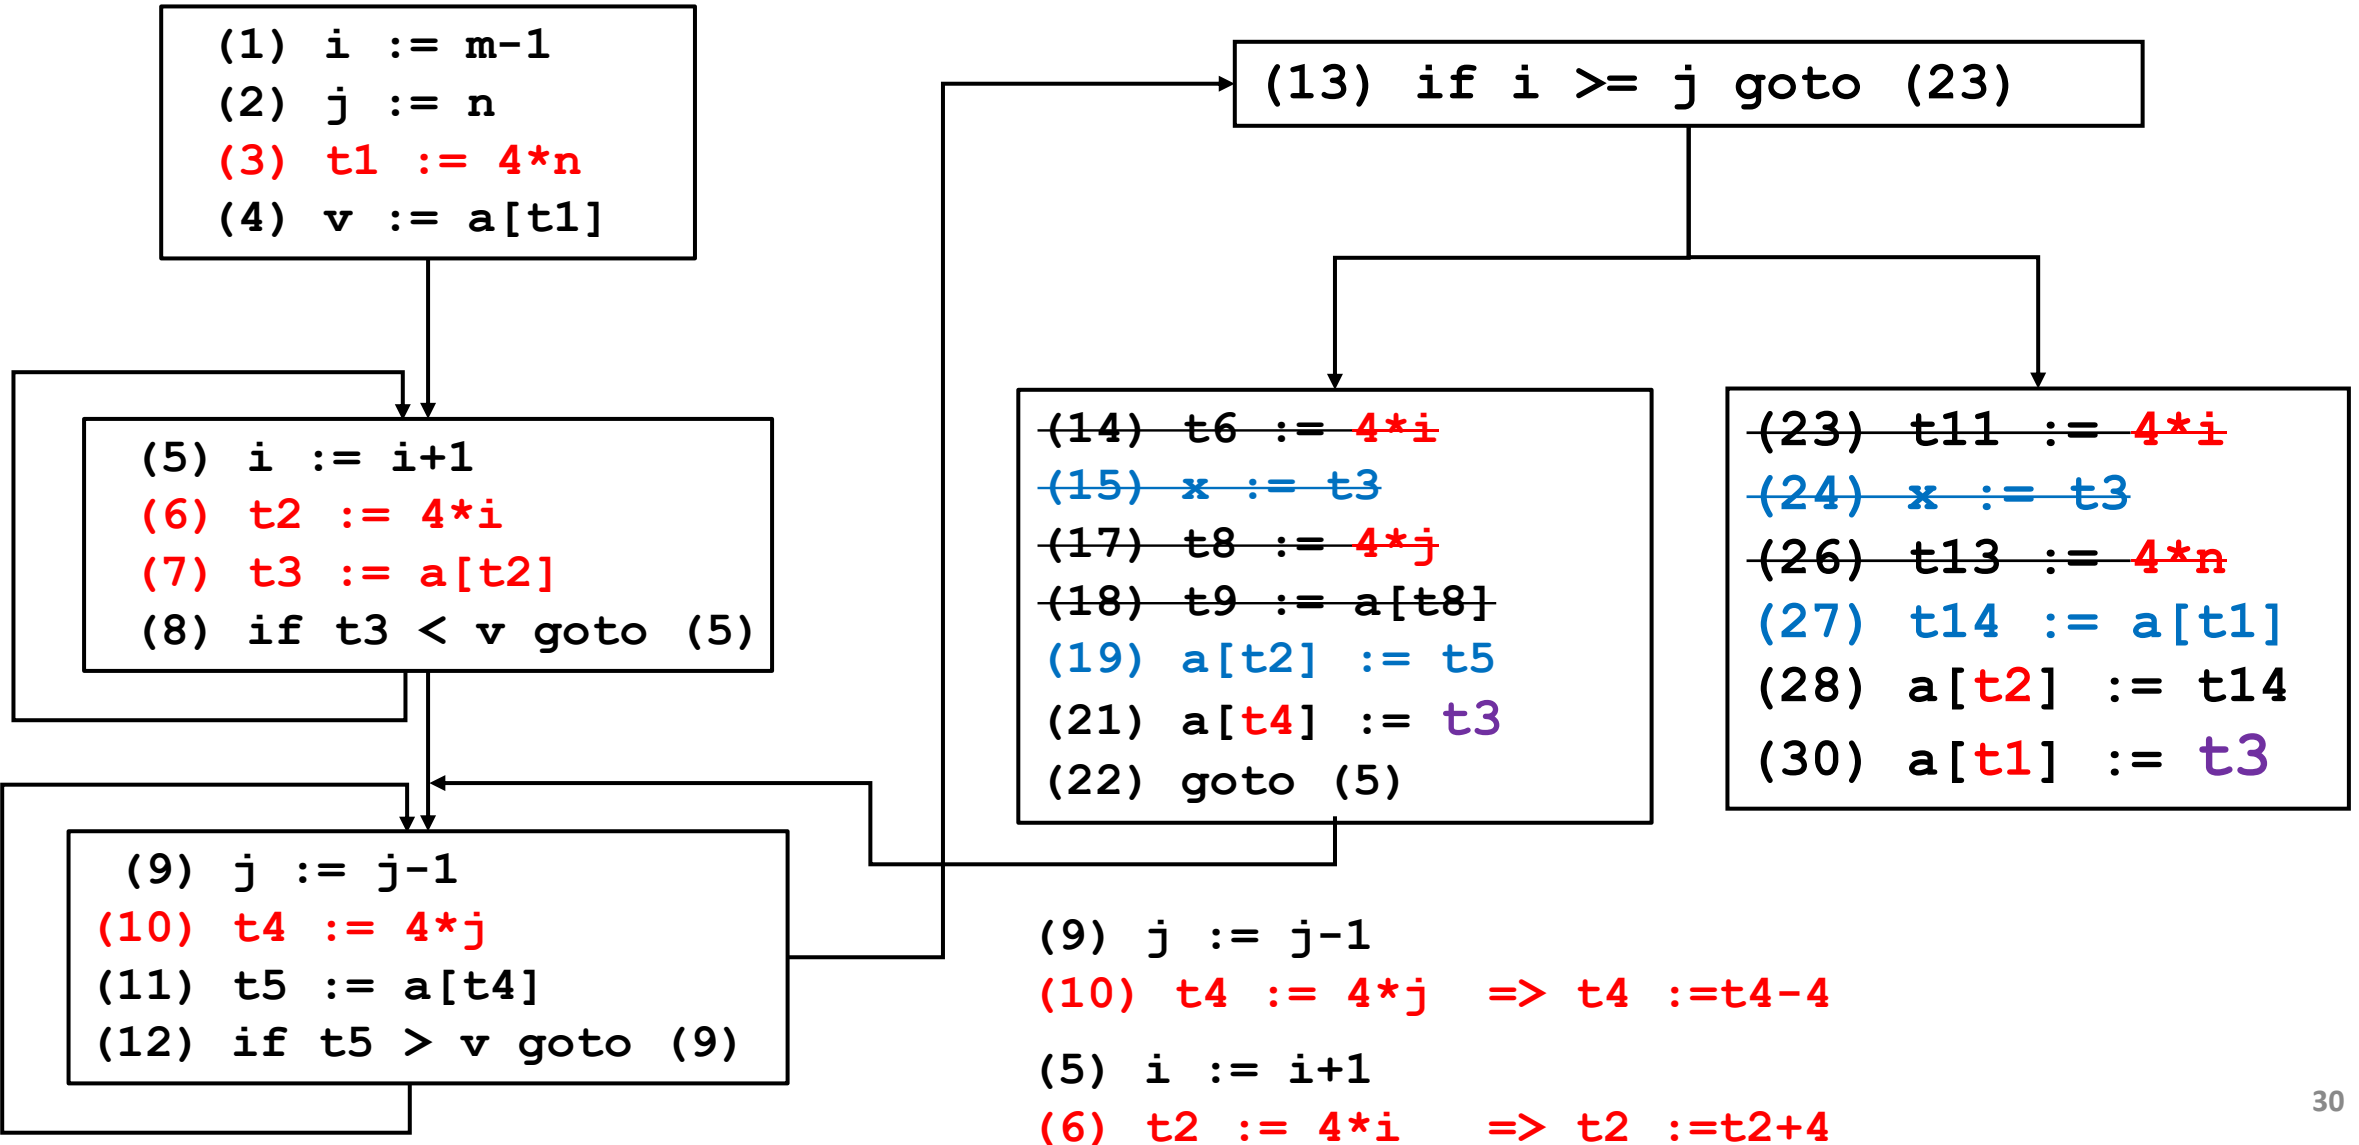 (1) i := m-1
(2) j := n
(3) t1 := 4*n
(4) v := a[t1]
(5) i := i+1
(6) t2 := 4*i
(7) t3 := a[t2]
(8) if t3 < v goto (5)
(9) j := j-1
(10) t4 := 4*j
(11) t5 := a[t4]
(12) if t5 > v goto (9)
(13) if i >= j goto (23)
(14) t6 := 4*i
(15) x := t3
(17) t8 := 4*j
(18) t9 := a[t8]
(19) a[t2] := t5
(21) a[t4] := t3
(22) goto (5)
(23) t11 := 4*i
(24) x := t3
(26) t13 := 4*n
(27) t14 := a[t1]
(28) a[t2] := t14
(30) a[t1] := t3
(9) j := j-1
(10) t4 := 4*j => t4 :=t4-4
(5) i := i+1
(6) t2 := 4*i => t2 :=t2+4
30